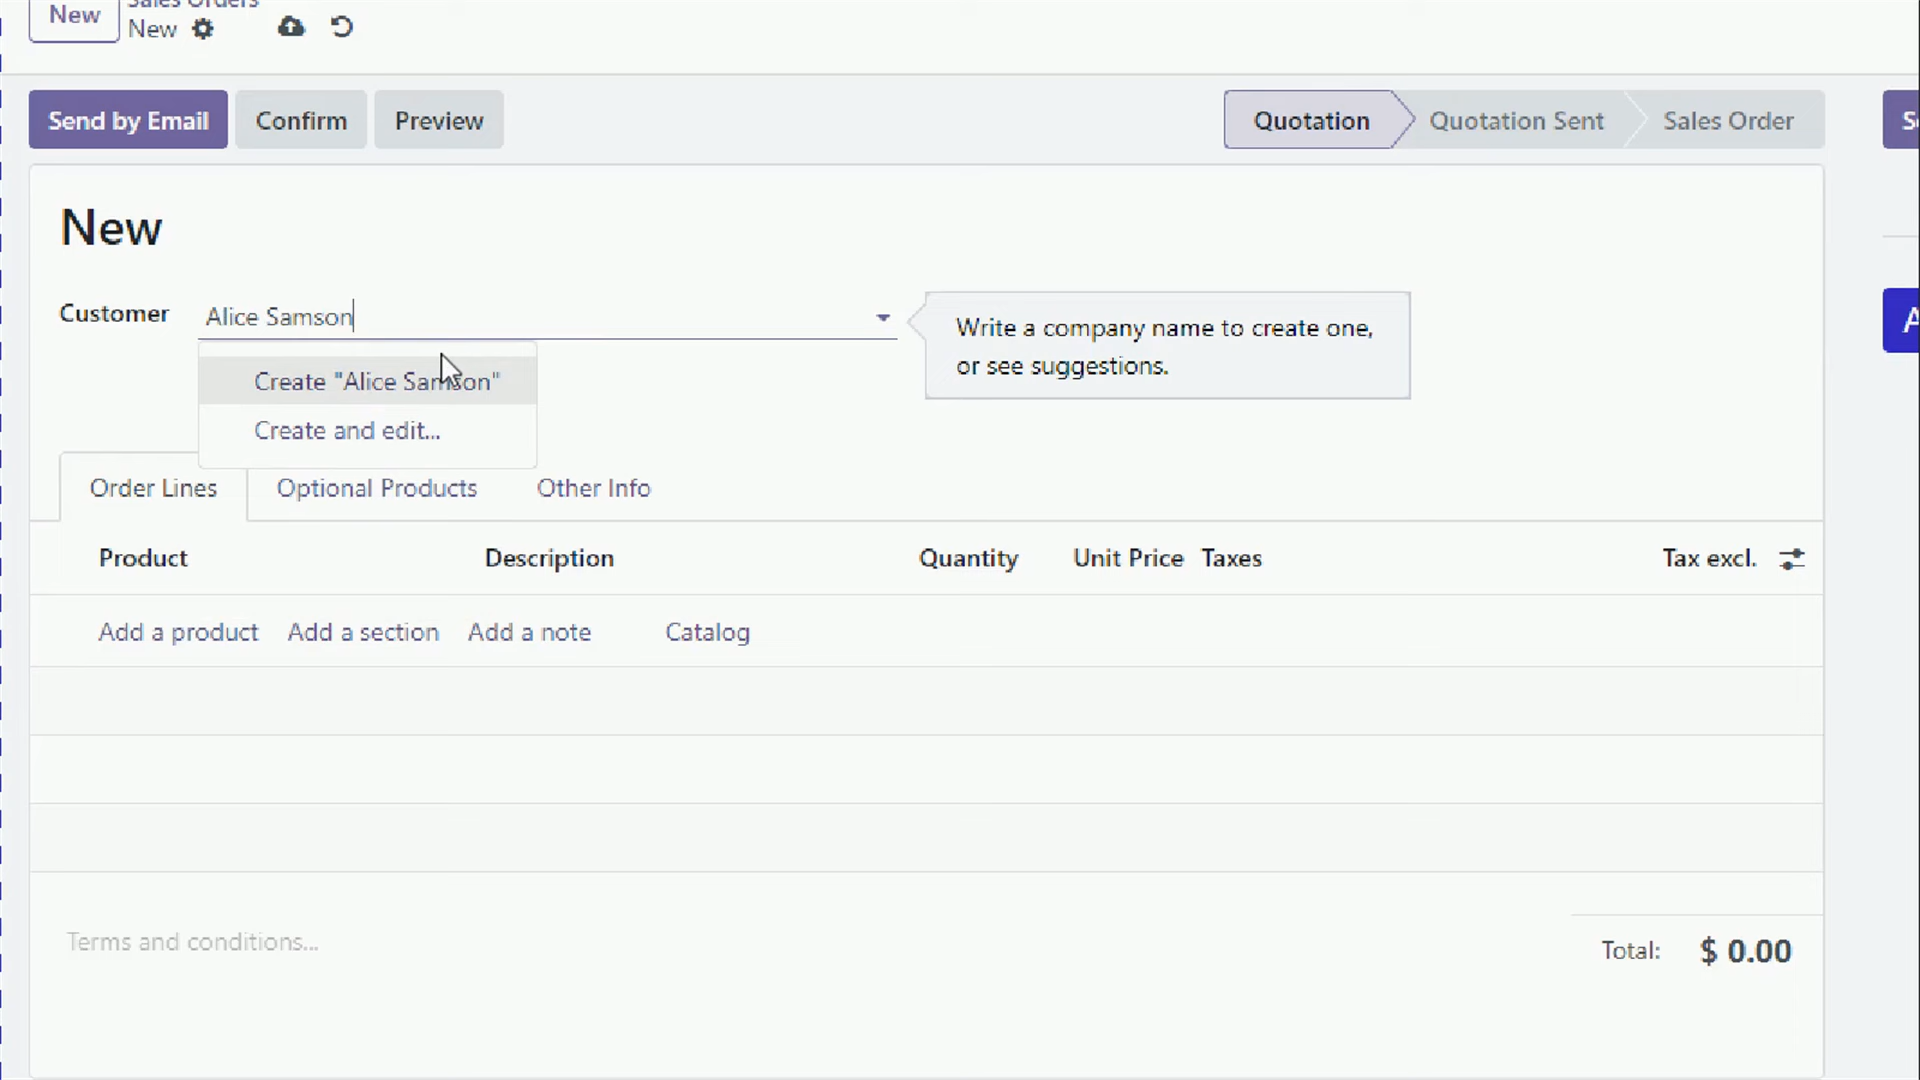 Sales Orders
New
New
Send by Email Confirm Preview Quotation Quotation Sent Sales Order
New
Customer Alice Samson
Write a company name to create one,
or see suggestions.
Create "Alice Samson"
Create and edit...
Order Lines Optional Products Other Info
Product Description Quantity Unit Price Taxes Tax excl.
Add a product Add a section Add a note Catalog
Terms and conditions...
Total: $ 0.00